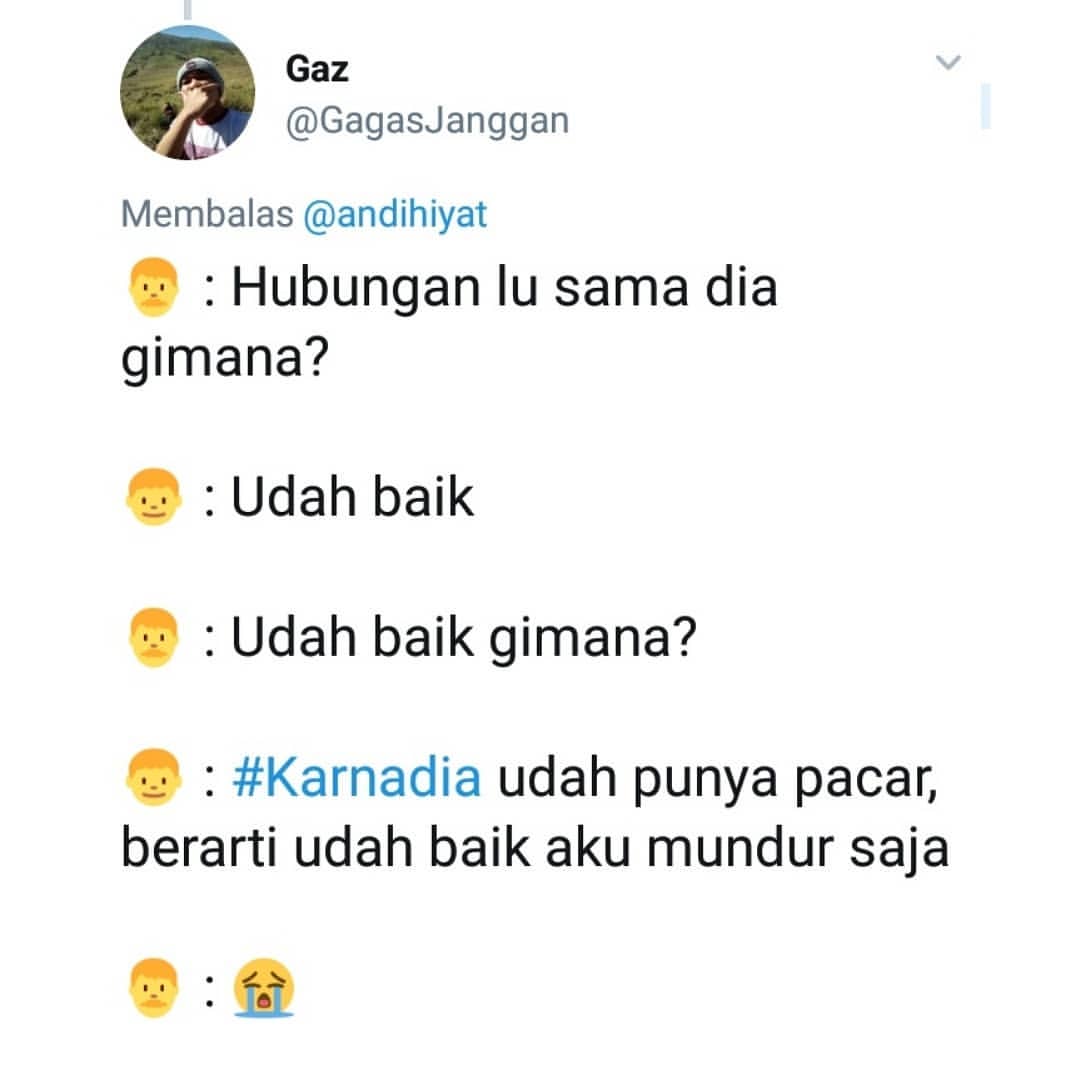 Gaz
@GagasJanggan
Membalas @andihiyat
👨 : Hubungan lu sama dia
gimana?
👦 : Udah baik
👨 : Udah baik gimana?
👦 : #Karnadia udah punya pacar,
berarti udah baik aku mundur saja
👨 : 😭